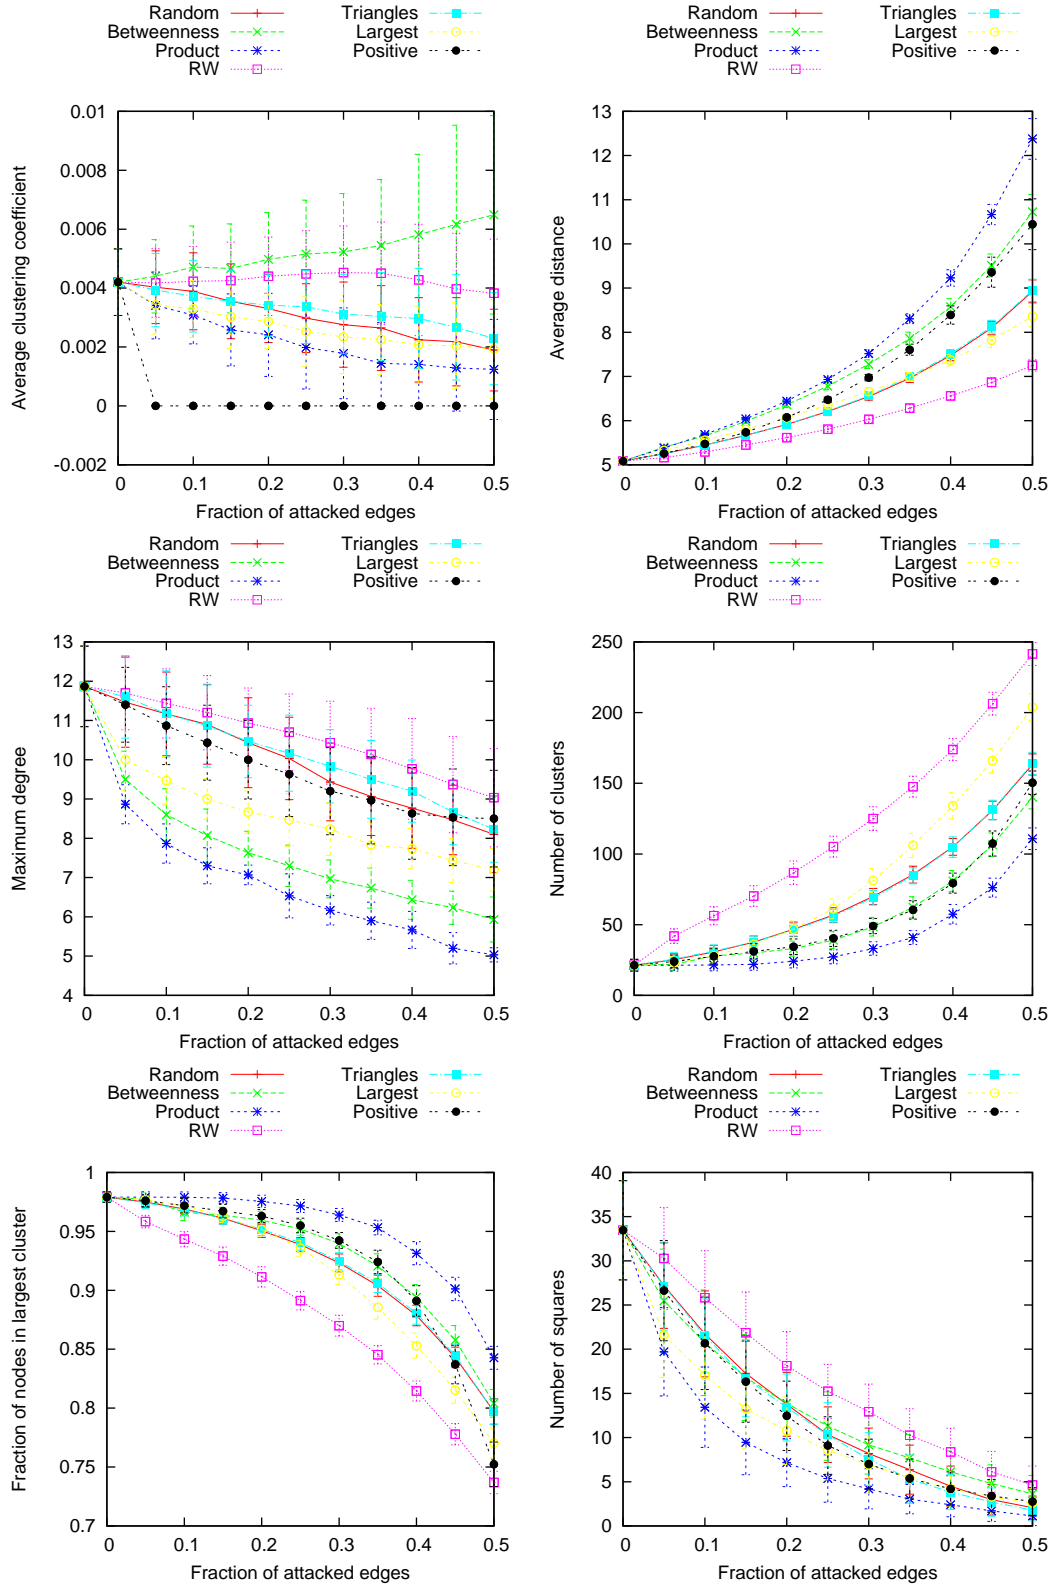 Random
Betweenness
Product
RW
Triangles
Largest
Positive
Random
Betweenness
Product
RW
Triangles
Largest
Positive
0.01
0.008
0.006
0.004
0.002
0
-0.002
Average clustering coefficient
0 0.1 0.2 0.3 0.4 0.5
Fraction of attacked edges
13
12
11
10
9
8
7
6
5
Average distance
0 0.1 0.2 0.3 0.4 0.5
Fraction of attacked edges
Random
Betweenness
Product
RW
Triangles
Largest
Positive
Random
Betweenness
Product
RW
Triangles
Largest
Positive
13
12
11
10
9
8
7
6
5
4
Maximum degree
0 0.1 0.2 0.3 0.4 0.5
Fraction of attacked edges
250
200
150
100
50
0
Number of clusters
0 0.1 0.2 0.3 0.4 0.5
Fraction of attacked edges
Random
Betweenness
Product
RW
Triangles
Largest
Positive
Random
Betweenness
Product
RW
Triangles
Largest
Positive
1
0.95
0.9
0.85
0.8
0.75
0.7
Fraction of nodes in largest cluster
0 0.1 0.2 0.3 0.4 0.5
Fraction of attacked edges
40
35
30
25
20
15
10
5
0
Number of squares
0 0.1 0.2 0.3 0.4 0.5
Fraction of attacked edges